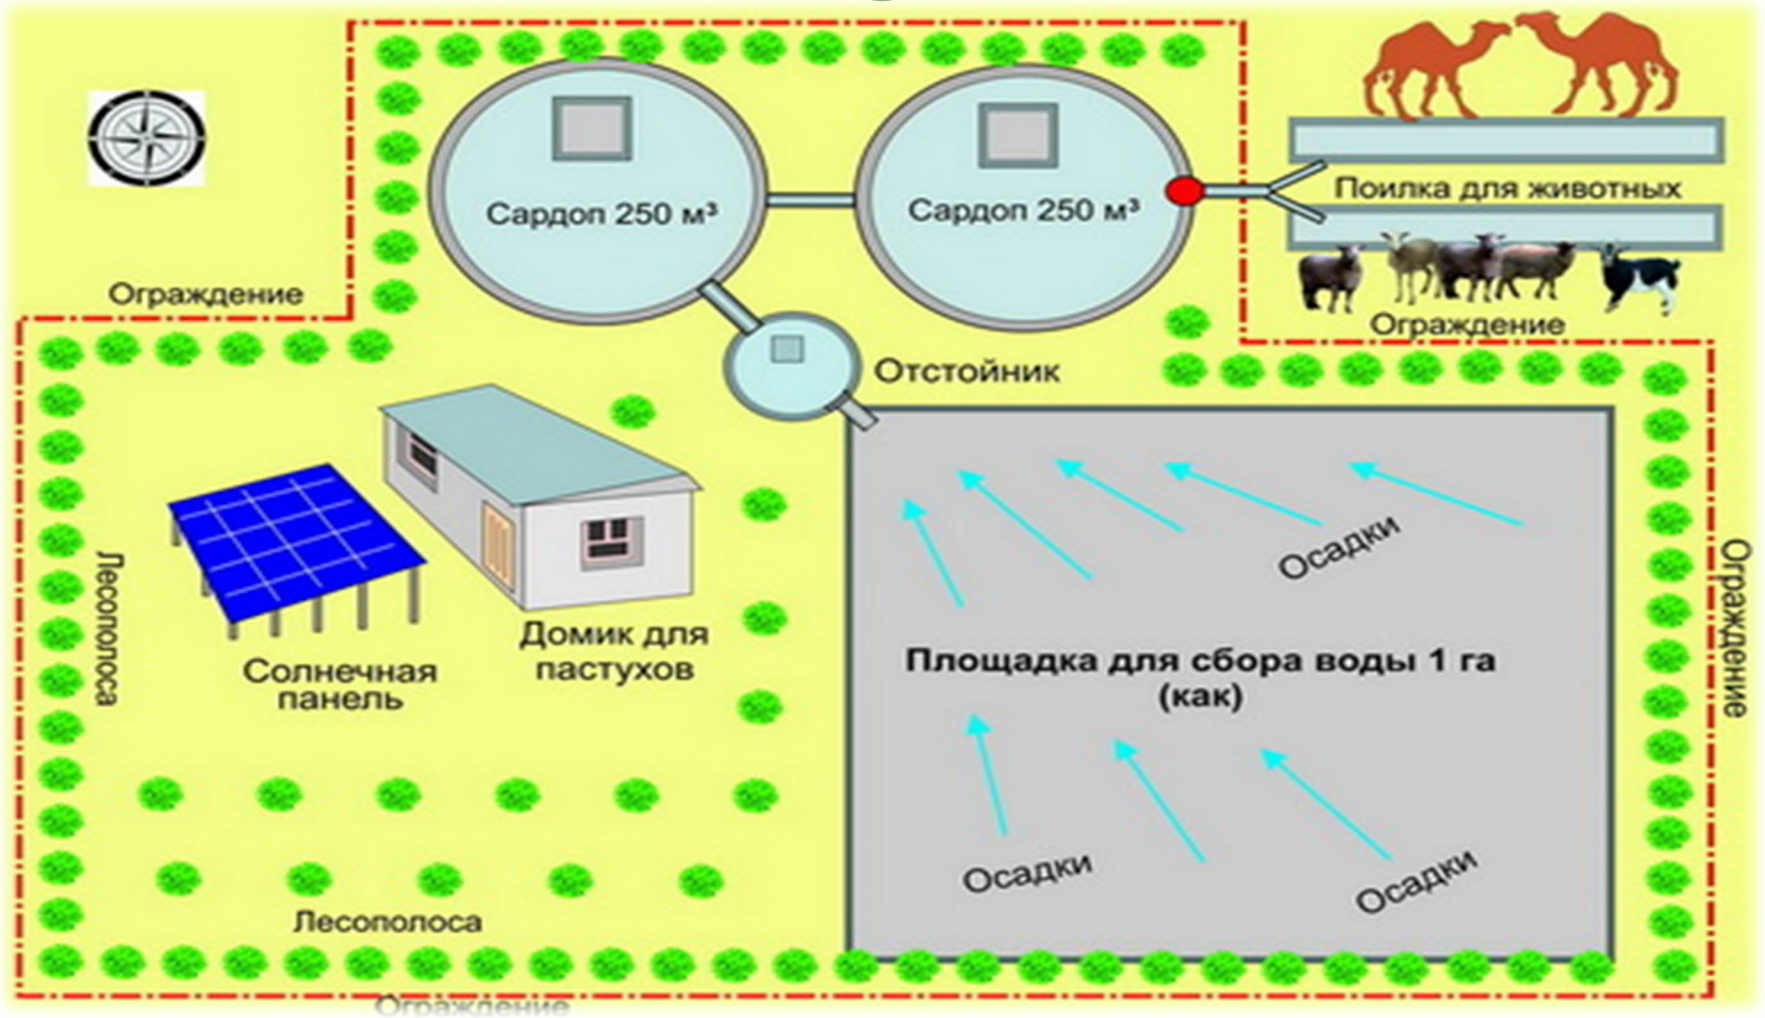 Сардоп 250 м³
Сардоп 250 м³
Поилка для животных
Ограждение
Ограждение
Отстойник
Осадки
Лесополоса
Ограждение
Домик для
пастухов
Солнечная
панель
Площадка для сбора воды 1 га
(как)
Осадки
Осадки
Лесополоса
Ограждение